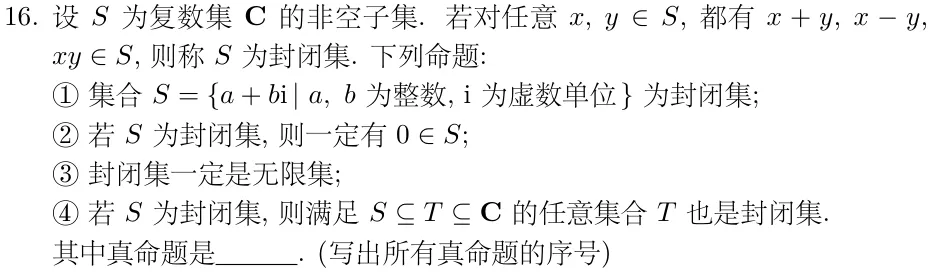 16. 设 S 为复数集 C 的非空子集. 若对任意 x, y ∈ S, 都有 x + y, x − y,
xy ∈ S, 则称 S 为封闭集. 下列命题:
① 集合 S = {a + bi | a, b 为整数, i 为虚数单位} 为封闭集;
② 若 S 为封闭集, 则一定有 0 ∈ S;
③ 封闭集一定是无限集;
④ 若 S 为封闭集, 则满足 S ⊆ T ⊆ C 的任意集合 T 也是封闭集.
其中真命题是______. (写出所有真命题的序号)